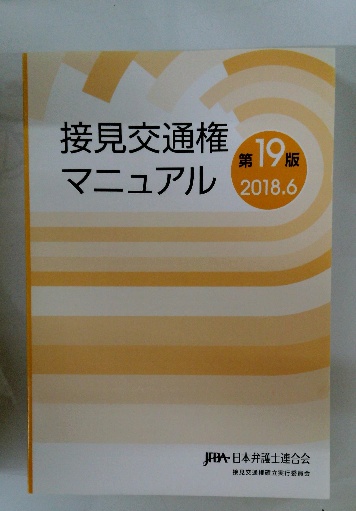 接見交通権
マニュアル
第19版
2018.6
JFBA 日本弁護士連合会
接見交通権確立実行委員会